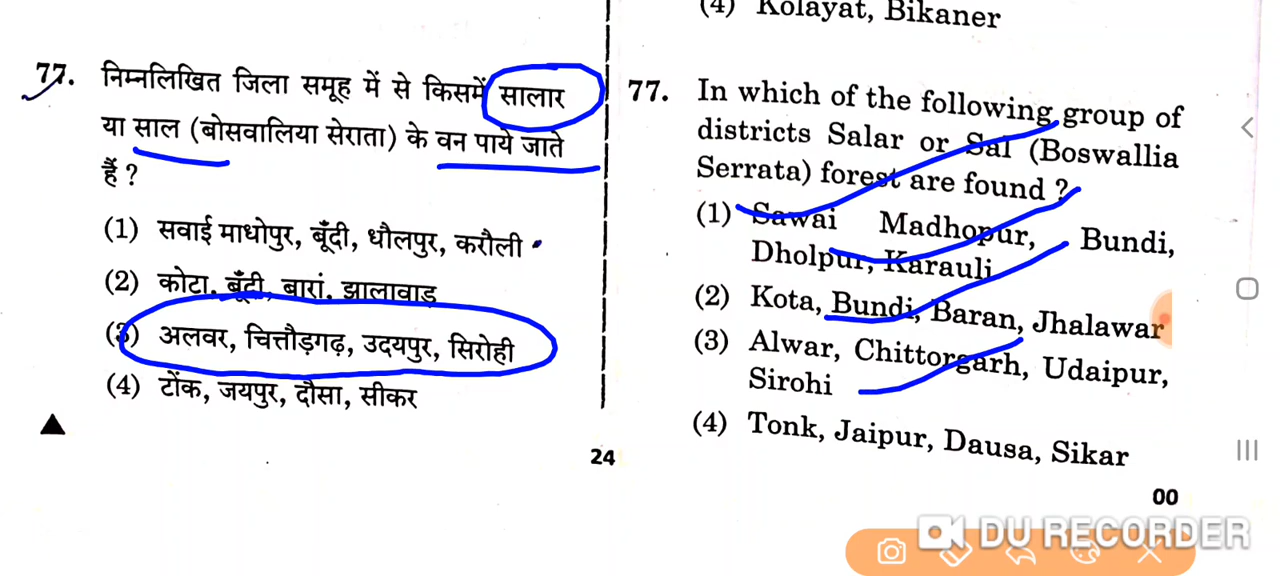 77. निम्नलिखित जिला समूह में से किसमें सालार
या साल (बोसवालिया सेराता) के वन पाये जाते
हैं ?
(1) सवाई माधोपुर, बूँदी, धौलपुर, करौली
(2) कोटा, बूँदी, बारां, झालावाड़
(3) अलवर, चित्तौड़गढ़, उदयपुर, सिरोही
(4) टोंक, जयपुर, दौसा, सीकर
24
(4) Kolayat, Bikaner
77. In which of the following group of
districts Salar or Sal (Boswallia
Serrata) forest are found ?
(1) Sawai Madhopur, Bundi,
Dholpur, Karauli
(2) Kota, Bundi, Baran, Jhalawar
(3) Alwar, Chittorgarh, Udaipur,
Sirohi
(4) Tonk, Jaipur, Dausa, Sikar
00
DU RECORDER